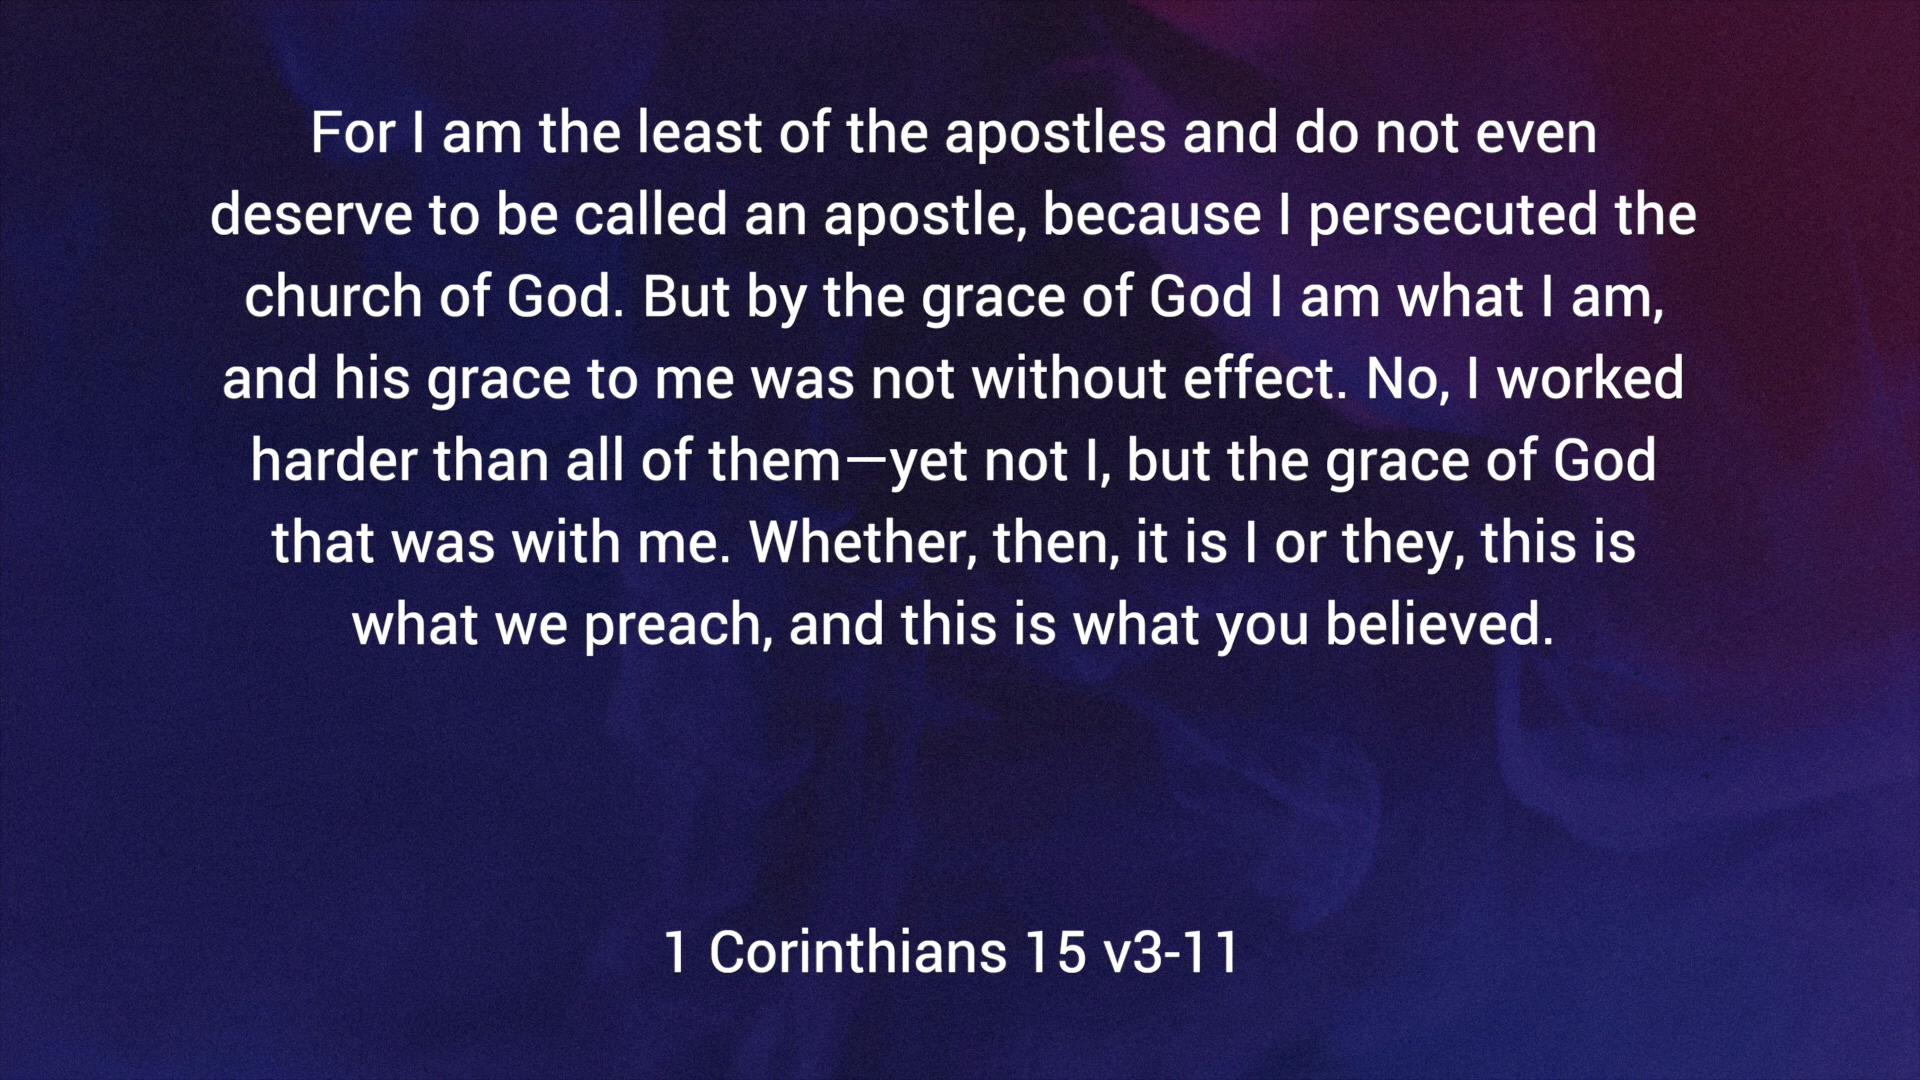 For I am the least of the apostles and do not even
deserve to be called an apostle, because I persecuted the
church of God. But by the grace of God I am what I am,
and his grace to me was not without effect. No, I worked
harder than all of them—yet not I, but the grace of God
that was with me. Whether, then, it is I or they, this is
what we preach, and this is what you believed.
1 Corinthians 15 v3-11